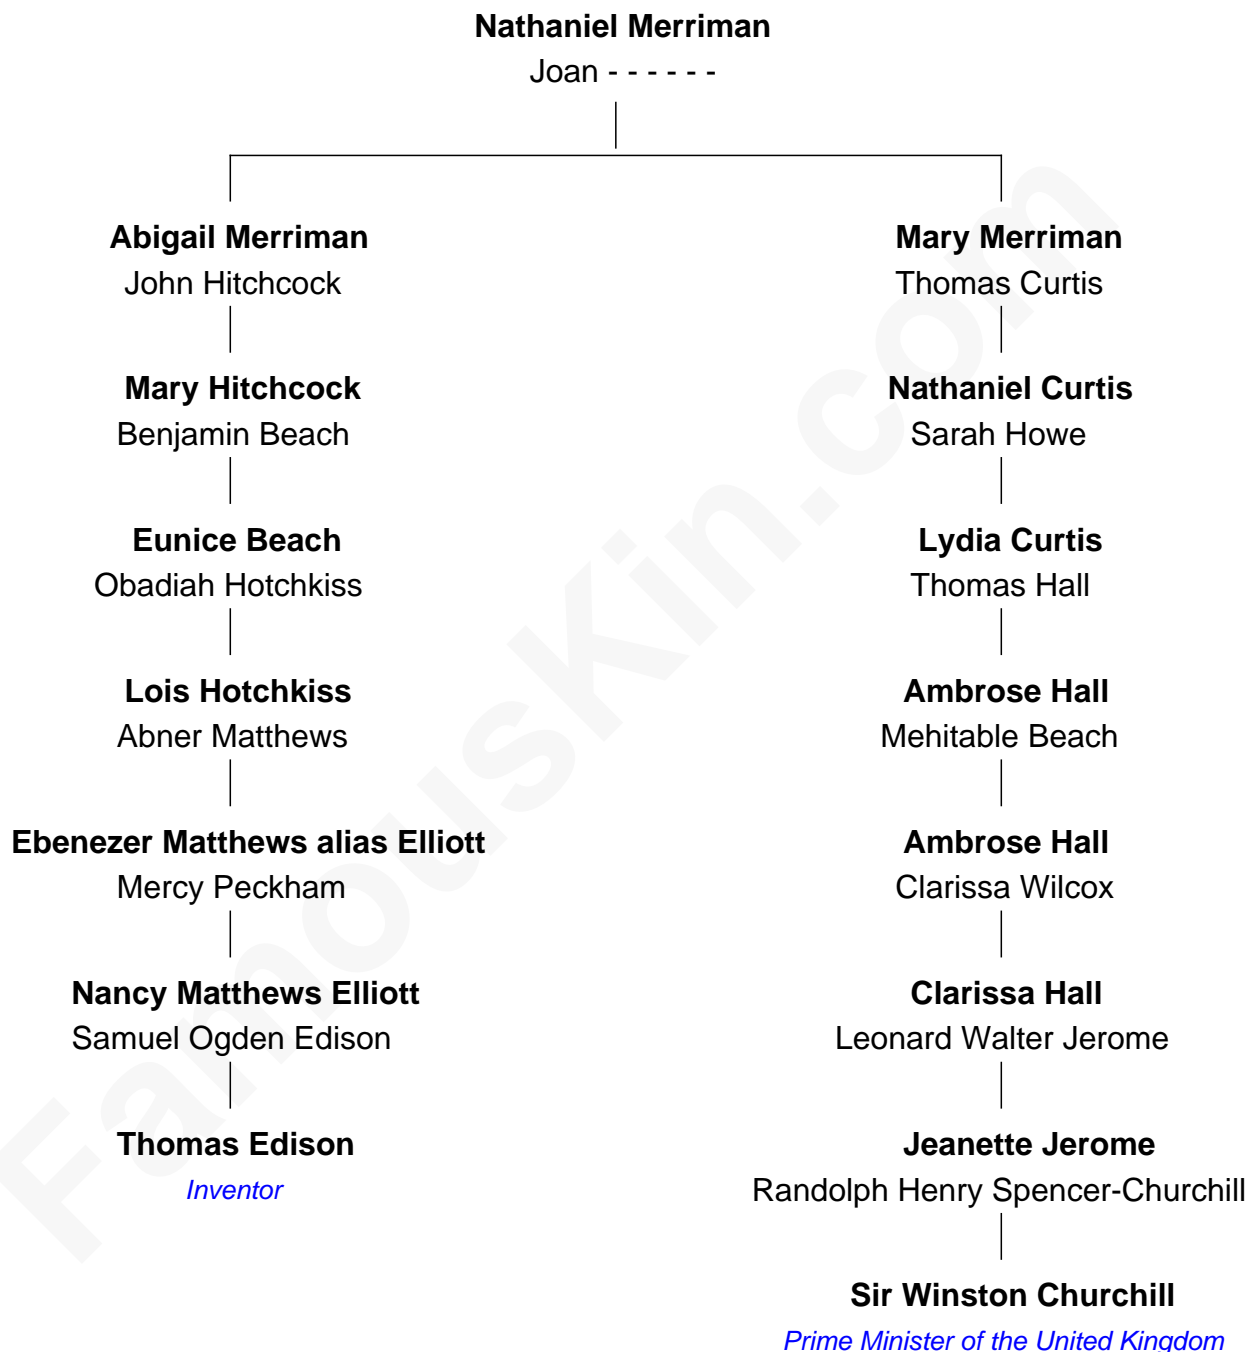 Nathaniel Merriman
Joan - - - - - -
Abigail Merriman
John Hitchcock
Mary Merriman
Thomas Curtis
Mary Hitchcock
Benjamin Beach
Nathaniel Curtis
Sarah Howe
Eunice Beach
Obadiah Hotchkiss
Lydia Curtis
Thomas Hall
Lois Hotchkiss
Abner Matthews
Ambrose Hall
Mehitable Beach
Ebenezer Matthews alias Elliott
Mercy Peckham
Ambrose Hall
Clarissa Wilcox
Nancy Matthews Elliott
Samuel Ogden Edison
Clarissa Hall
Leonard Walter Jerome
Thomas Edison
Inventor
Jeanette Jerome
Randolph Henry Spencer-Churchill
Sir Winston Churchill
Prime Minister of the United Kingdom
FamousKin.com